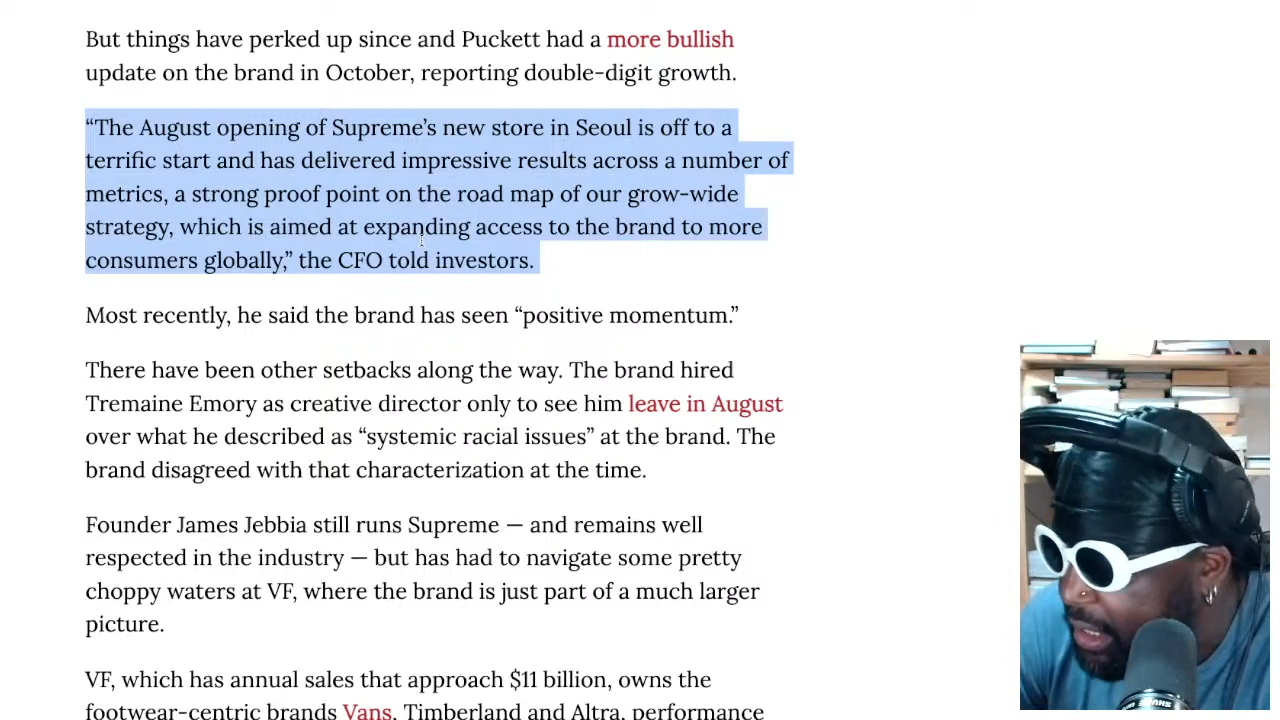 But things have perked up since and Puckett had a more bullish
update on the brand in October, reporting double-digit growth.
“The August opening of Supreme’s new store in Seoul is off to a
terrific start and has delivered impressive results across a number of
metrics, a strong proof point on the road map of our grow-wide
strategy, which is aimed at expanding access to the brand to more
consumers globally,” the CFO told investors.
Most recently, he said the brand has seen “positive momentum.”
There have been other setbacks along the way. The brand hired
Tremaine Emory as creative director only to see him leave in August
over what he described as “systemic racial issues” at the brand. The
brand disagreed with that characterization at the time.
Founder James Jebbia still runs Supreme — and remains well
respected in the industry — but has had to navigate some pretty
choppy waters at VF, where the brand is just part of a much larger
picture.
VF, which has annual sales that approach $11 billion, owns the
footwear-centric brands Vans, Timberland and Altra, performance